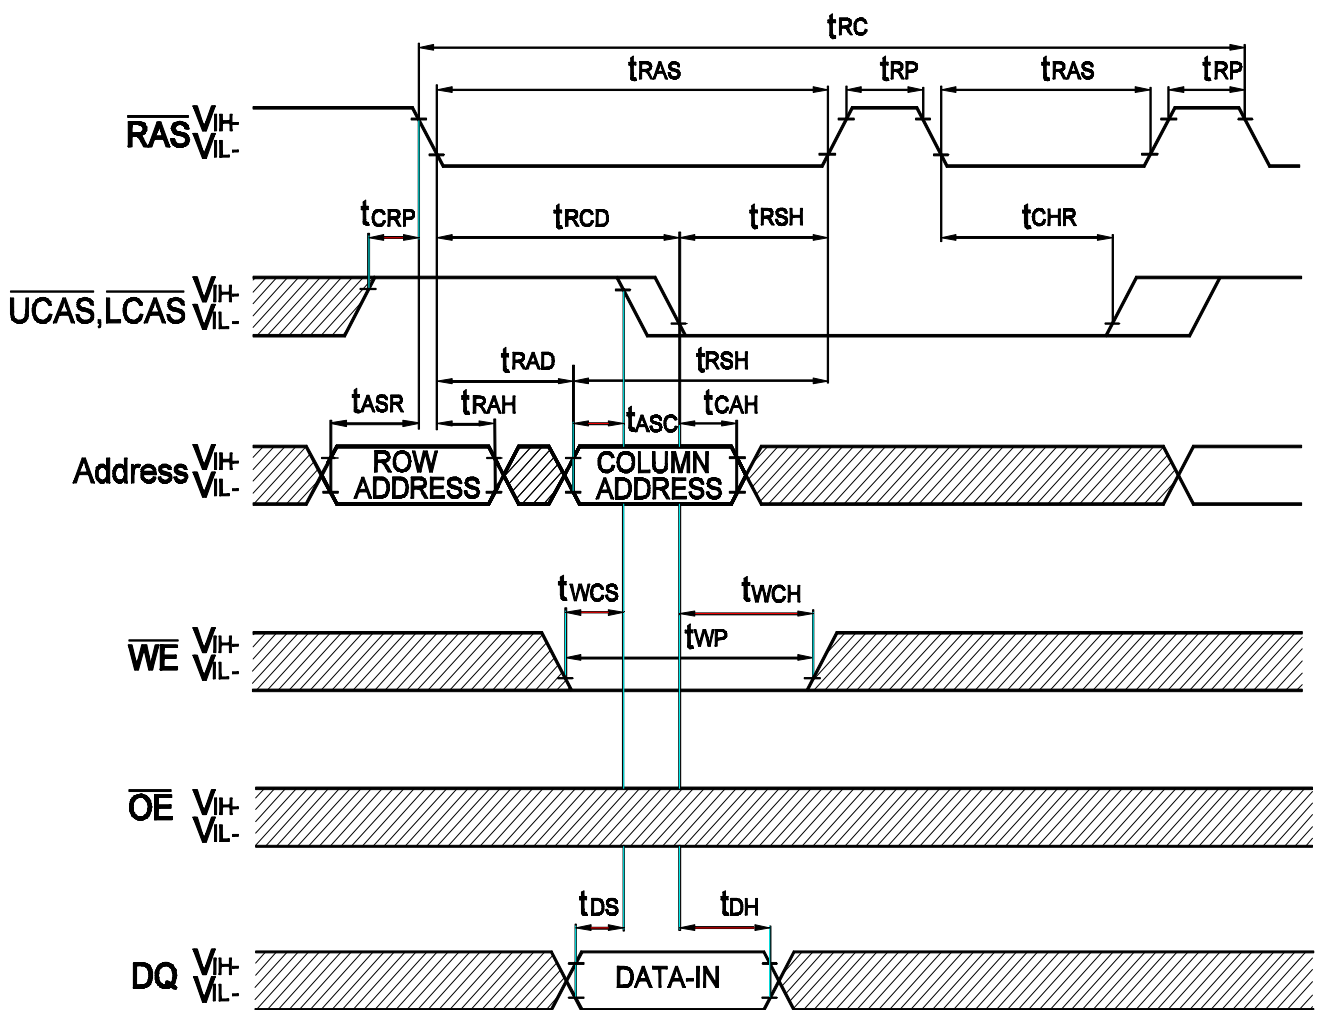 tRC
tRAS tRP tRAS tRP
RAS VIH-
VIL-
tCRP tRCD tRSH tCHR
UCAS,LCAS VIH-
VIL-
tRAD tRSH
tASR tRAH tASC tCAH
Address VIH-
VIL-
ROW
ADDRESS
COLUMN
ADDRESS
tWCS tWCH
tWP
WE VIH-
VIL-
OE VIH-
VIL-
tDS tDH
DQ VIH-
VIL-
DATA-IN